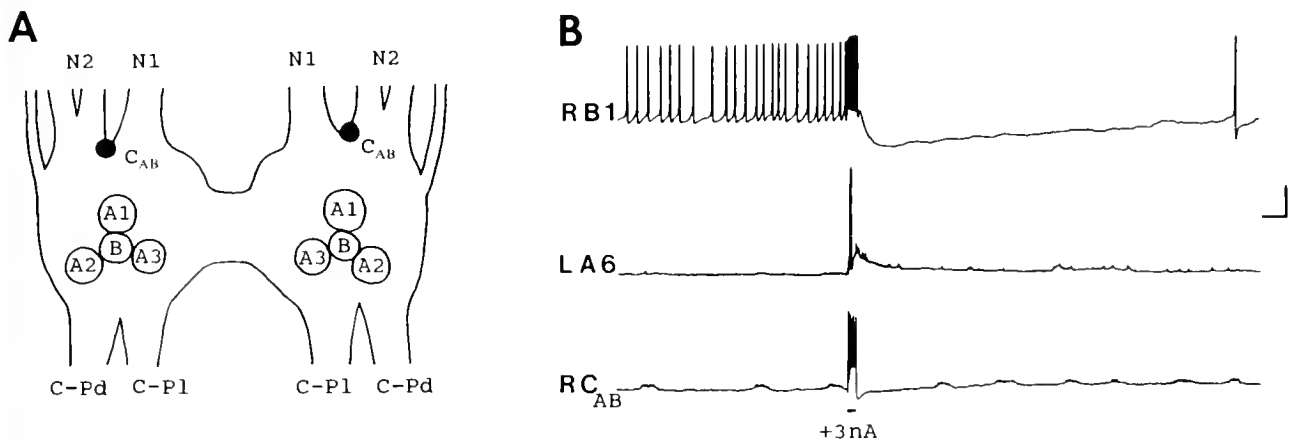 A
N2 N1 N1 N2
C_AB C_AB
A1 A1
B B
A2 A3 A3 A2
C-Pd C-Pl C-Pl C-Pd
B
RB1
LA6
RC_AB
+3nA